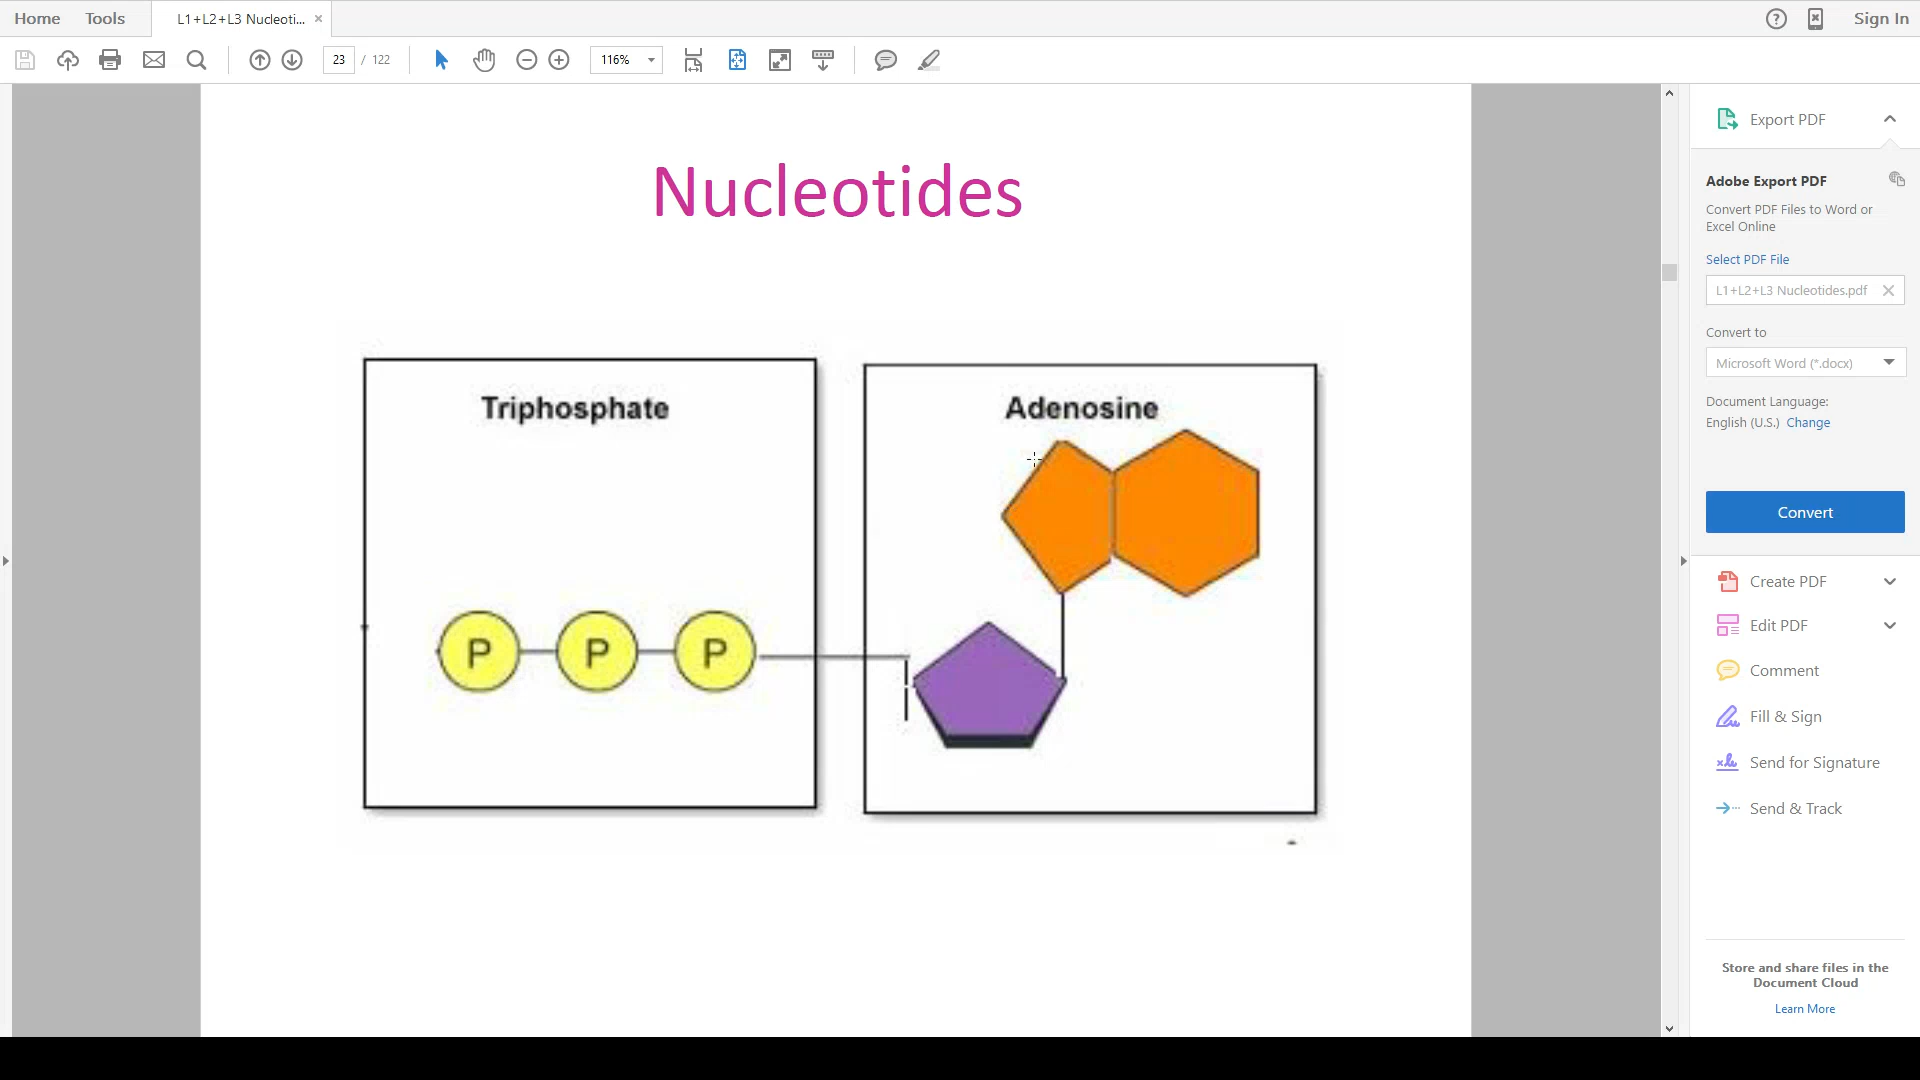 Home Tools L1+L2+L3 Nucleoti... × Sign In
23 / 122 116%
Nucleotides
Triphosphate
Adenosine
P P P
Export PDF
Adobe Export PDF
Convert PDF Files to Word or
Excel Online
Select PDF File
L1+L2+L3 Nucleotides.pdf
Convert to
Microsoft Word (*.docx)
Document Language:
English (U.S.) Change
Convert
Create PDF
Edit PDF
Comment
Fill & Sign
Send for Signature
Send & Track
Store and share files in the
Document Cloud
Learn More